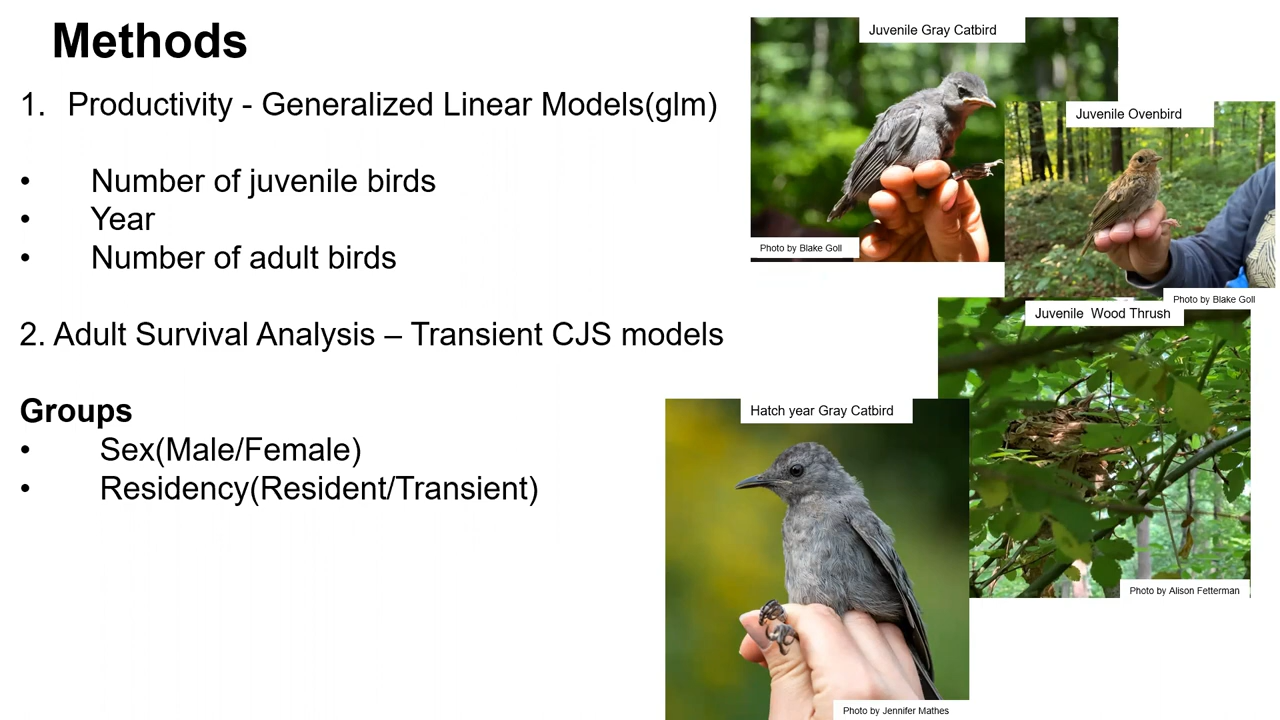 Methods
1. Productivity - Generalized Linear Models(glm)
• Number of juvenile birds
• Year
• Number of adult birds
2. Adult Survival Analysis – Transient CJS models
Groups
• Sex(Male/Female)
• Residency(Resident/Transient)
Juvenile Gray Catbird
Photo by Blake Goll
Juvenile Ovenbird
Photo by Blake Goll
Juvenile Wood Thrush
Photo by Alison Fetterman
Hatch year Gray Catbird
Photo by Jennifer Mathes